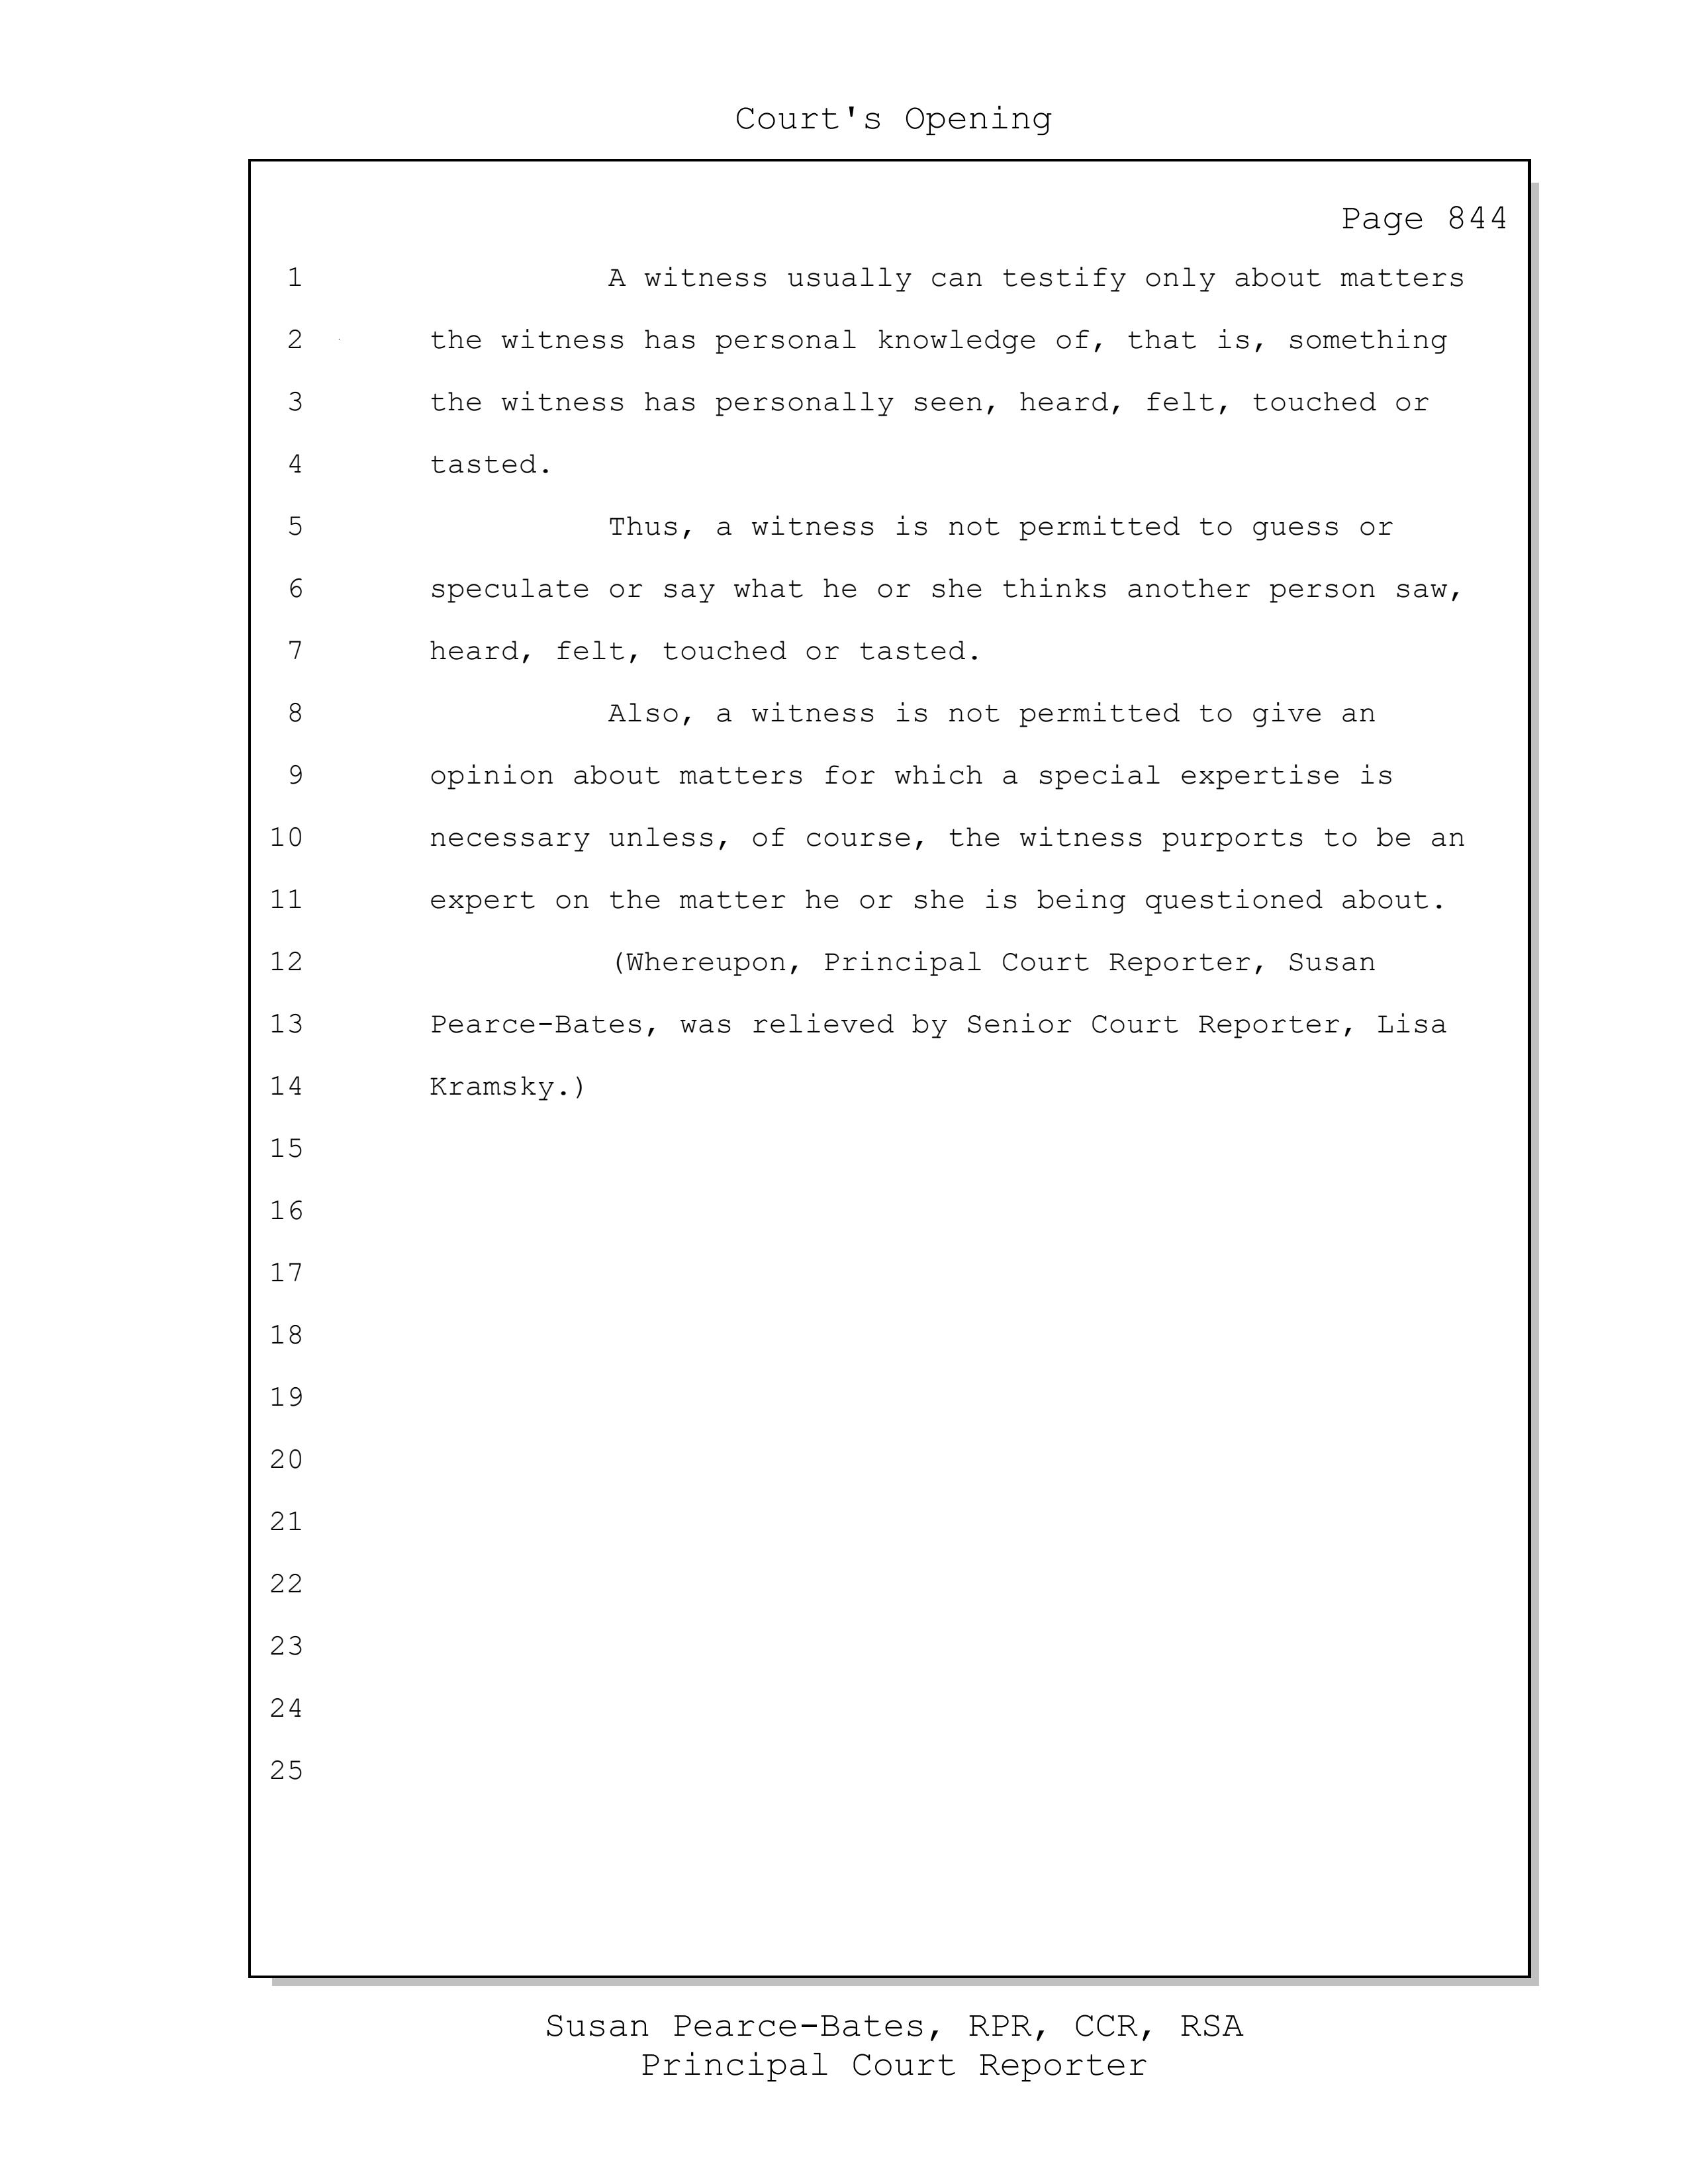 Court's Opening
Page 844
1 A witness usually can testify only about matters
2 the witness has personal knowledge of, that is, something
3 the witness has personally seen, heard, felt, touched or
4 tasted.
5 Thus, a witness is not permitted to guess or
6 speculate or say what he or she thinks another person saw,
7 heard, felt, touched or tasted.
8 Also, a witness is not permitted to give an
9 opinion about matters for which a special expertise is
10 necessary unless, of course, the witness purports to be an
11 expert on the matter he or she is being questioned about.
12 (Whereupon, Principal Court Reporter, Susan
13 Pearce-Bates, was relieved by Senior Court Reporter, Lisa
14 Kramsky.)
15
16
17
18
19
20
21
22
23
24
25
Susan Pearce-Bates, RPR, CCR, RSA
Principal Court Reporter